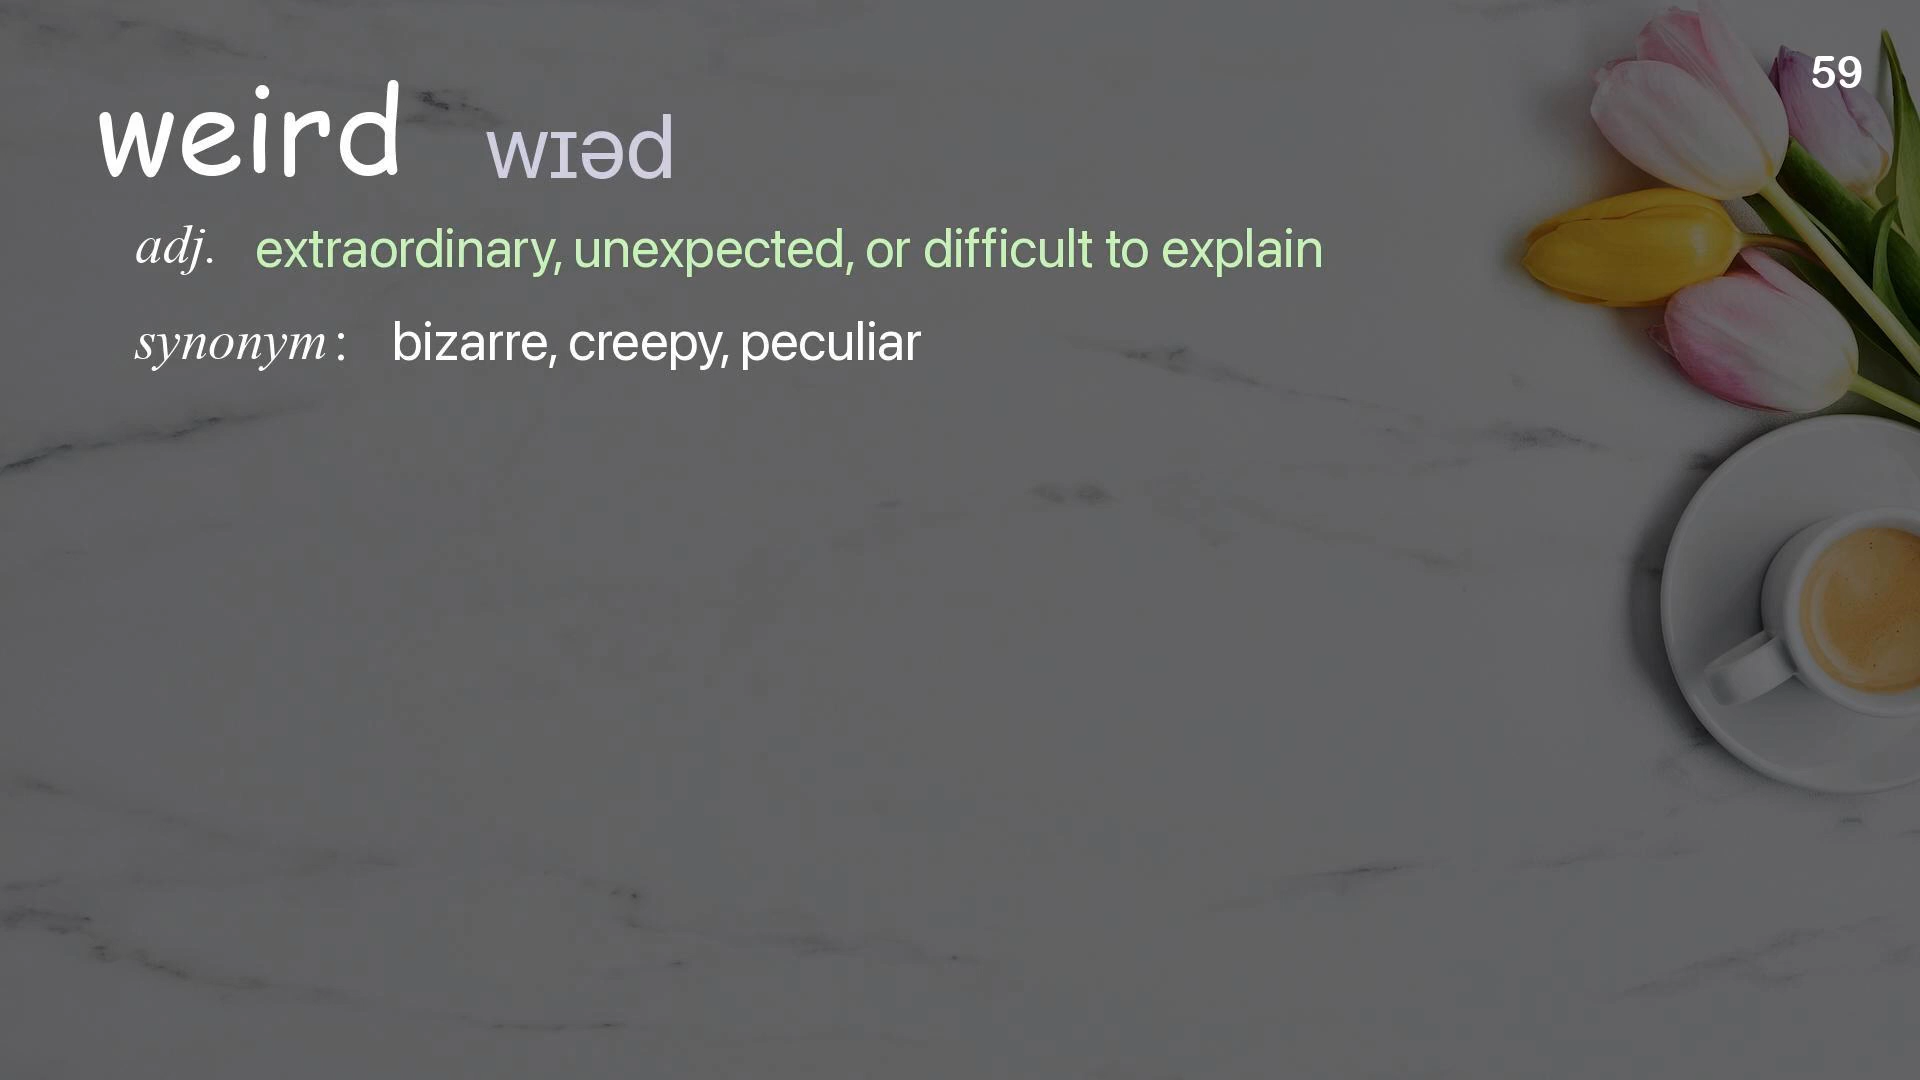 59
weird wɪəd
adj. extraordinary, unexpected, or difficult to explain
synonym: bizarre, creepy, peculiar